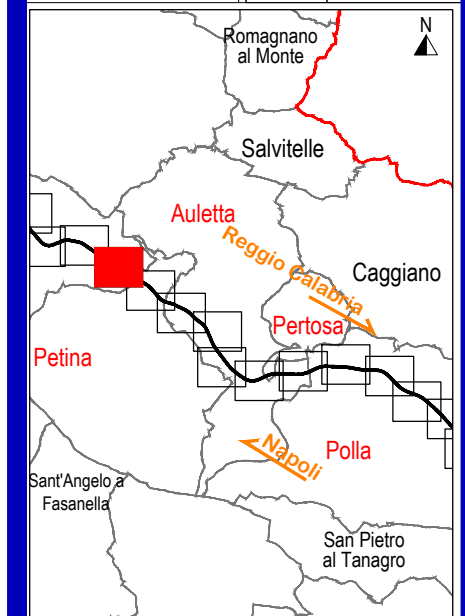 Romagnano
al Monte
N
Salvitelle
Auletta
Reggio Calabria
Caggiano
Pertosa
Petina
Napoli
Polla
Sant'Angelo a
Fasanella
San Pietro
al Tanagro